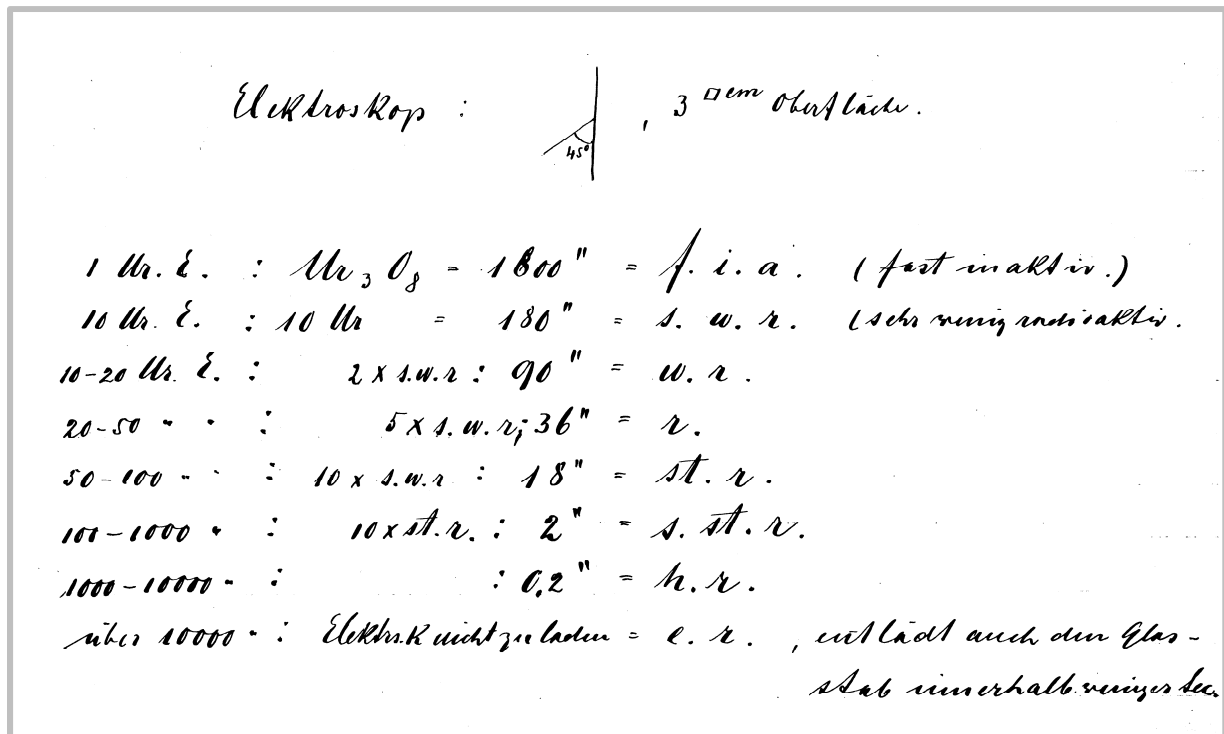 Elektroskop : 45° , 3 □cm Oberfläche.
1 Ur. E. : Ur₃O₈ = 1800" = f. i. a. (fast inaktiv.)
10 Ur. E. : 10 Ur = 180" = s. w. r. (sehr wenig radioaktiv.
10-20 Ur. E. : 2 x s.w.r : 90" = w. r.
20-50 " " : 5 x s.w.r; 36" = r.
50-100 " " : 10 x s.w.r : 18" = st. r.
100-1000 " : 10 x st.r. : 2" = s. st. r.
1000-10000 " : : 0,2" = h. r.
über 10000 " : Elektr.k nicht zu laden = e. r. , entlädt auch den Glas-
stab innerhalb weniger Sec.